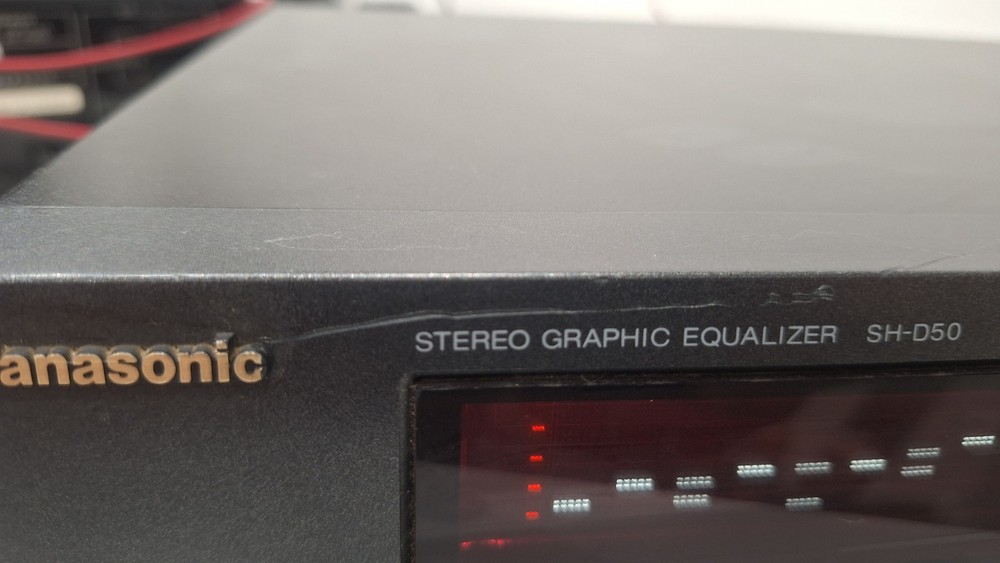 anasonic
STEREO GRAPHIC EQUALIZER SH-D50